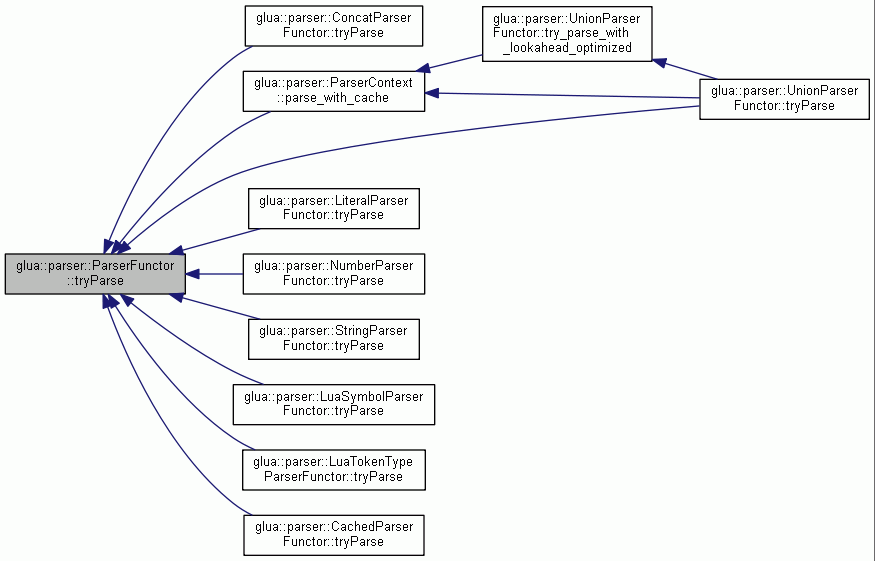 glua::parser::ConcatParser
Functor::tryParse
glua::parser::UnionParser
Functor::try_parse_with
_lookahead_optimized
glua::parser::ParserContext
::parse_with_cache
glua::parser::UnionParser
Functor::tryParse
glua::parser::LiteralParser
Functor::tryParse
glua::parser::ParserFunctor
::tryParse
glua::parser::NumberParser
Functor::tryParse
glua::parser::StringParser
Functor::tryParse
glua::parser::LuaSymbolParser
Functor::tryParse
glua::parser::LuaTokenType
ParserFunctor::tryParse
glua::parser::CachedParser
Functor::tryParse